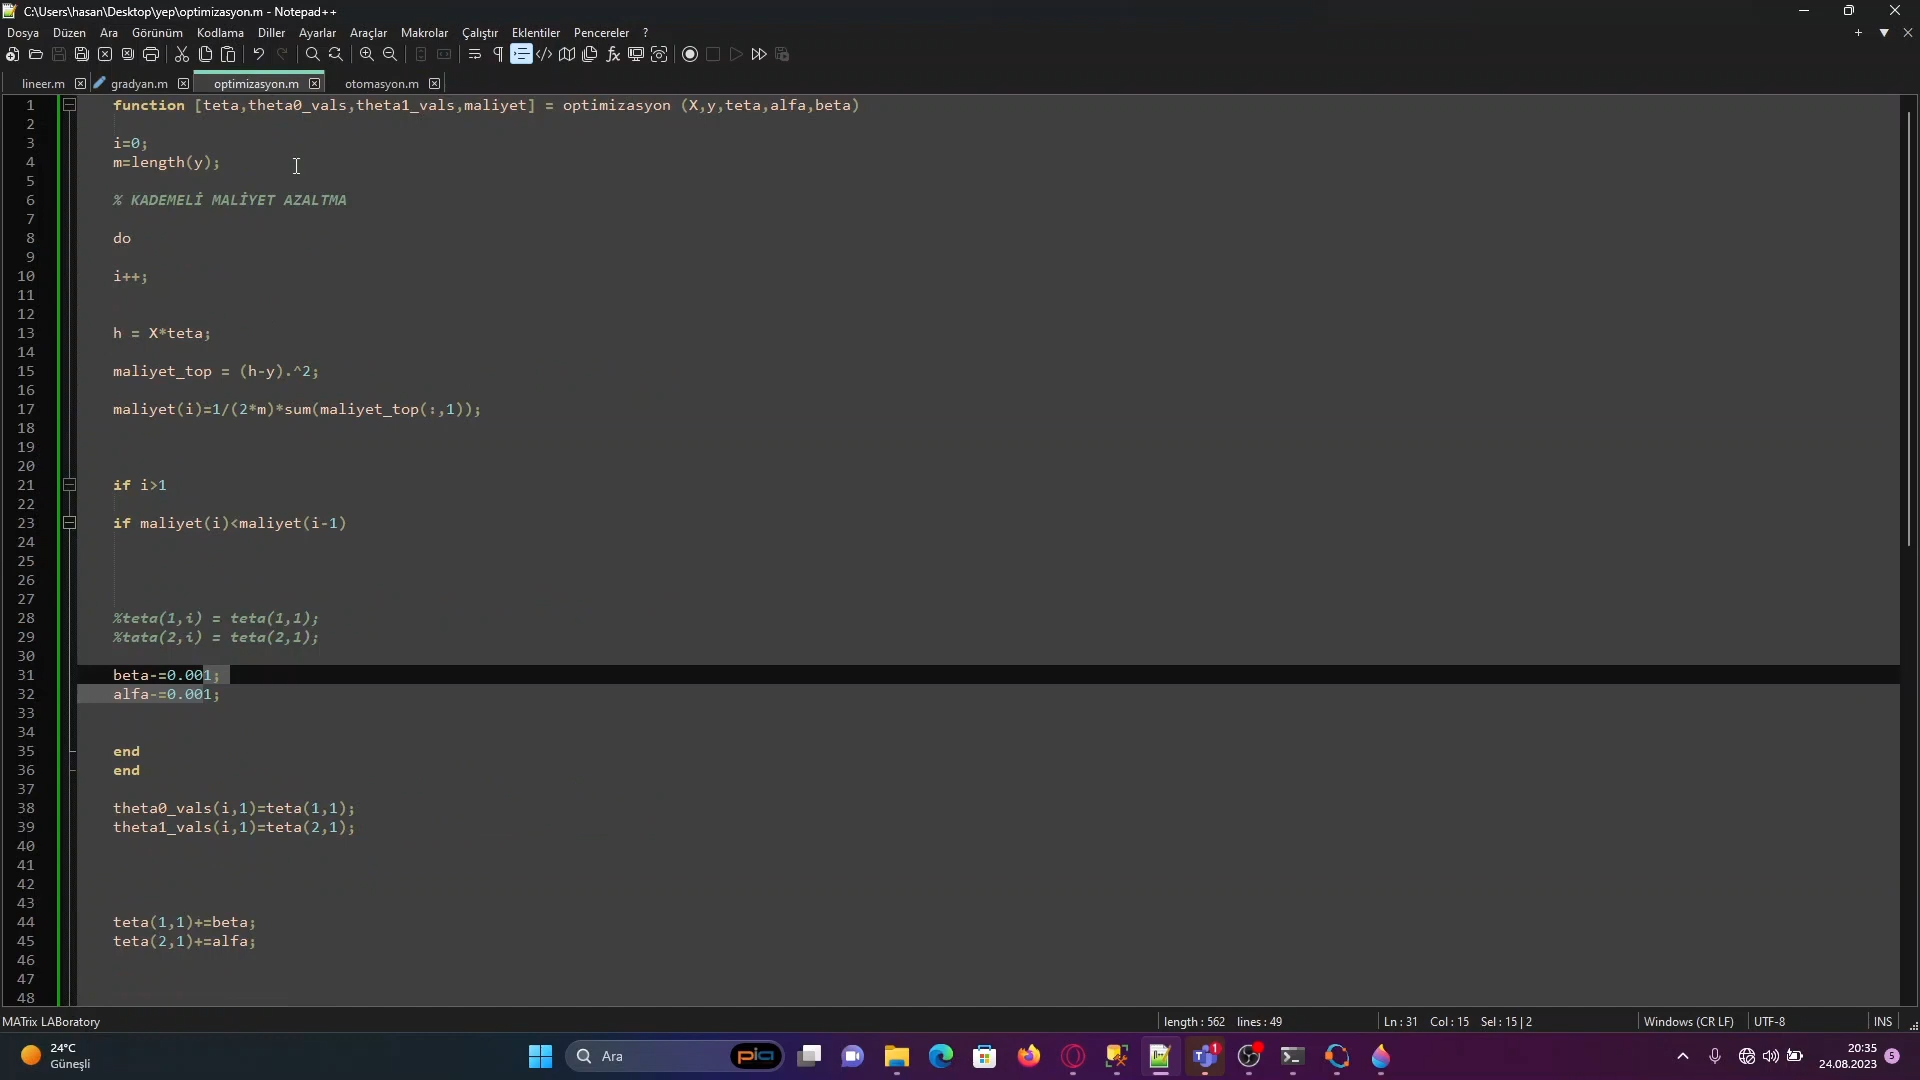 C:\Users\hasan\Desktop\yep\optimizasyon.m - Notepad++
Dosya Düzen Ara Görünüm Kodlama Diller Ayarlar Araçlar Makrolar Çalıştır Eklentiler Pencereler ?
lineer.m gradyan.m optimizasyon.m otomasyon.m
1 function [teta,theta0_vals,theta1_vals,maliyet] = optimizasyon (X,y,teta,alfa,beta)
2
3 i=0;
4 m=length(y);
5
6 % KADEMELİ MALİYET AZALTMA
7
8 do
9
10 i++;
11
12
13 h = X*teta;
14
15 maliyet_top = (h-y).^2;
16
17 maliyet(i)=1/(2*m)*sum(maliyet_top(:,1));
18
19
20
21 if i>1
22
23 if maliyet(i)<maliyet(i-1)
24
25
26
27
28 %teta(1,i) = teta(1,1);
29 %tata(2,i) = teta(2,1);
30
31 beta-=0.001;
32 alfa-=0.001;
33
34
35 end
36 end
37
38 theta0_vals(i,1)=teta(1,1);
39 theta1_vals(i,1)=teta(2,1);
40
41
42
43
44 teta(1,1)+=beta;
45 teta(2,1)+=alfa;
46
47
48
MATrix LABoratory length : 562 lines : 49 Ln : 31 Col : 15 Sel : 15 | 2 Windows (CR LF) UTF-8 INS
24°C
Güneşli
Ara
pia
1
20:35
24.08.2023
5